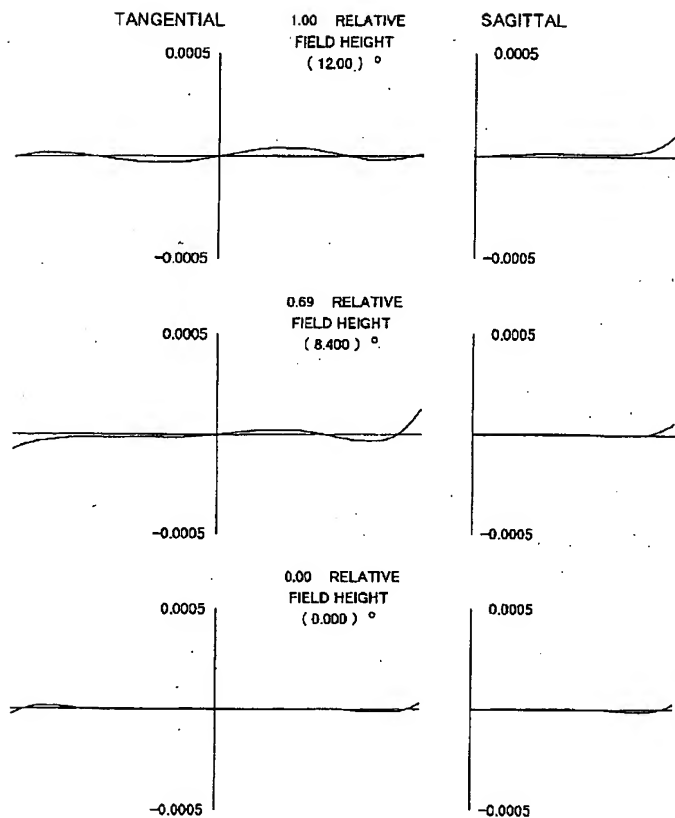 TANGENTIAL
1.00 RELATIVE
FIELD HEIGHT
( 12.00 ) °
SAGITTAL
0.0005
0.0005
-0.0005
-0.0005
0.69 RELATIVE
FIELD HEIGHT
( 8.400 ) °
0.0005
0.0005
-0.0005
-0.0005
0.00 RELATIVE
FIELD HEIGHT
( 0.000 ) °
0.0005
0.0005
-0.0005
-0.0005